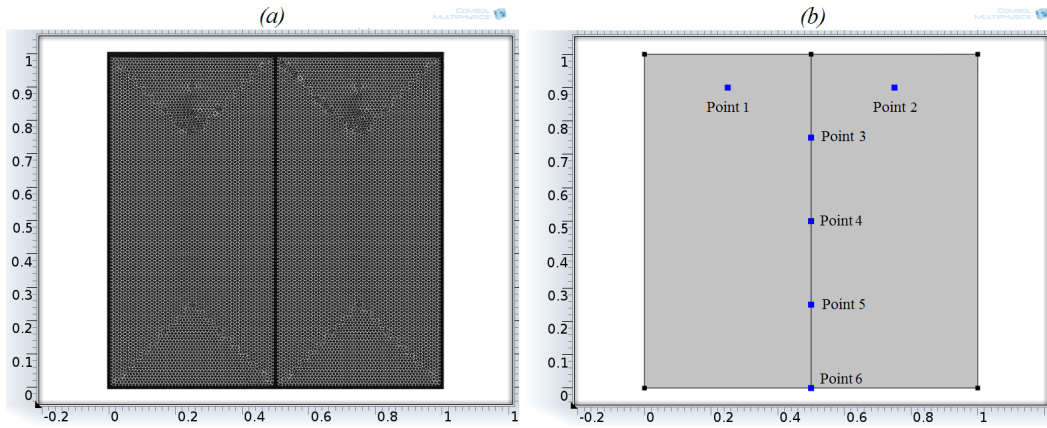 (a)
COMSOL
MULTIPHYSICS
1
0.9
0.8
0.7
0.6
0.5
0.4
0.3
0.2
0.1
0
-0.2 0 0.2 0.4 0.6 0.8 1 1
(b)
COMSOL
MULTIPHYSICS
1
0.9
0.8
0.7
0.6
0.5
0.4
0.3
0.2
0.1
0
Point 1
Point 2
Point 3
Point 4
Point 5
Point 6
-0.2 0 0.2 0.4 0.6 0.8 1 1.2